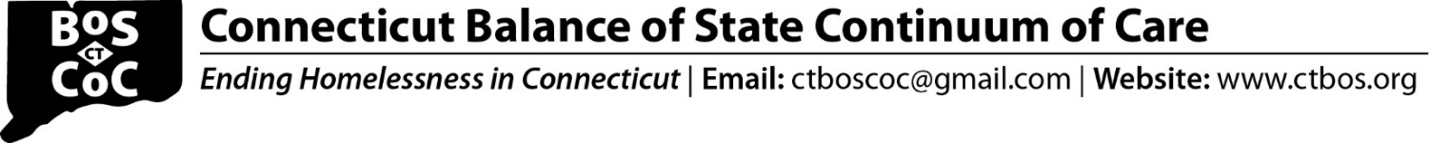 BOS
CT
COC
Connecticut Balance of State Continuum of Care
Ending Homelessness in Connecticut | Email: ctboscoc@gmail.com | Website: www.ctbos.org